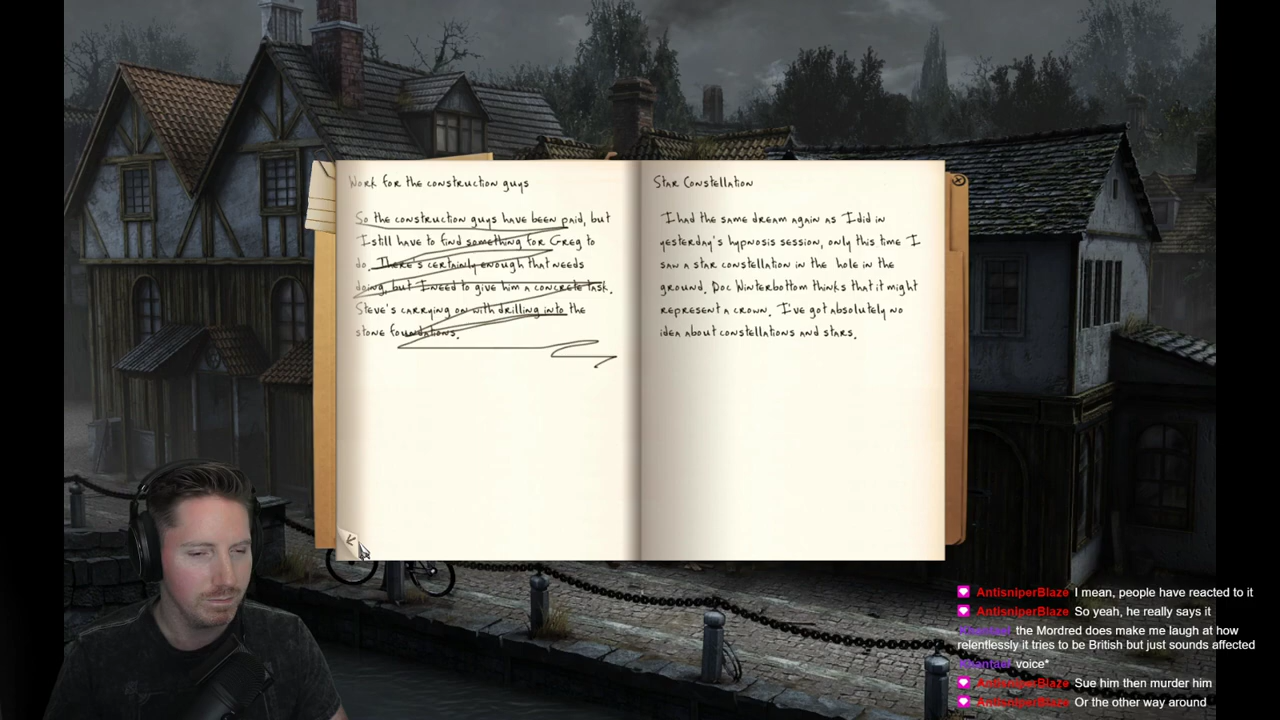 Work for the construction guys
So the construction guys have been paid, but
I still have to find something for Greg to
do. There's certainly enough that needs
doing, but I need to give him a concrete task.
Steve's carrying on with drilling into the
stone foundations.
Star Constellation
I had the same dream again as I did in
yesterday's hypnosis session, only this time I
saw a star constellation in the hole in the
ground. Doc Winterbottom thinks that it might
represent a crown. I've got absolutely no
idea about constellations and stars.
AntisniperBlaze I mean, people have reacted to it
AntisniperBlaze So yeah, he really says it
the Mordred does make me laugh at how
relentlessly it tries to be British but just sounds affected
voice*
AntisniperBlaze Sue him then murder him
AntisniperBlaze Or the other way around